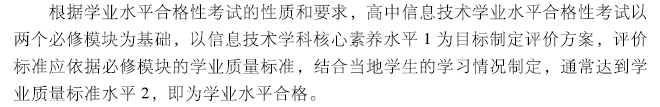 根据学业水平合格性考试的性质和要求，高中信息技术学业水平合格性考试以
两个必修模块为基础，以信息技术学科核心素养水平 1 为目标制定评价方案，评价
标准应依据必修模块的学业质量标准，结合当地学生的学习情况制定，通常达到学
业质量标准水平 2，即为学业水平合格。